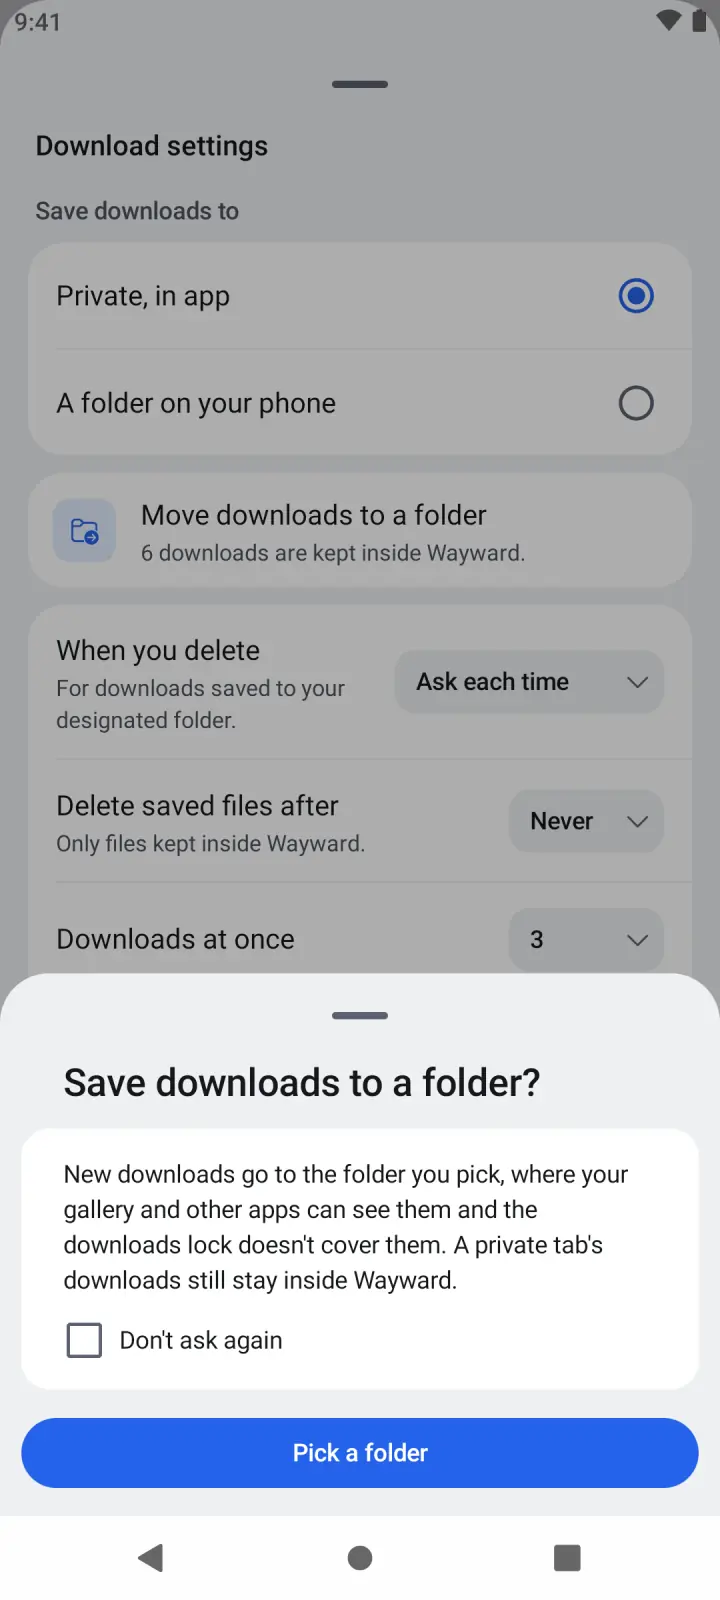 9:41
Download settings
Save downloads to
Private, in app
A folder on your phone
Move downloads to a folder
6 downloads are kept inside Wayward.
When you delete
For downloads saved to your
designated folder.
Ask each time
Delete saved files after
Only files kept inside Wayward.
Never
Downloads at once
3
Save downloads to a folder?
New downloads go to the folder you pick, where your
gallery and other apps can see them and the
downloads lock doesn't cover them. A private tab's
downloads still stay inside Wayward.
Don't ask again
Pick a folder